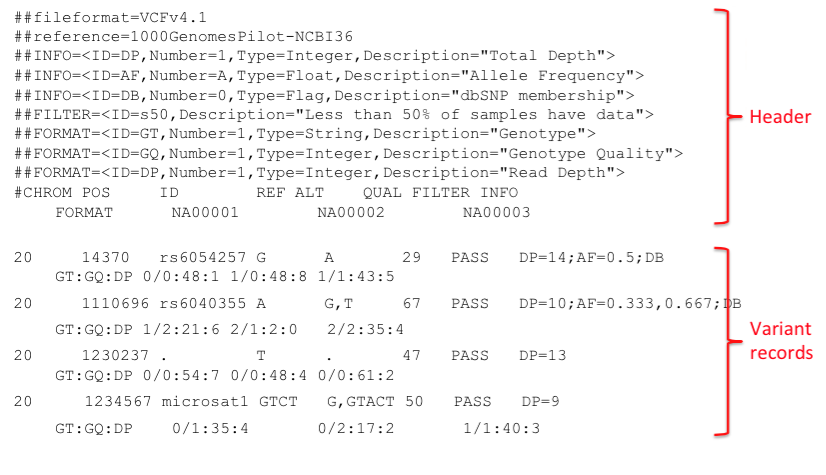 ##fileformat=VCFv4.1
##reference=1000GenomesPilot-NCBI36
##INFO=<ID=DP,Number=1,Type=Integer,Description="Total Depth">
##INFO=<ID=AF,Number=A,Type=Float,Description="Allele Frequency">
##INFO=<ID=DB,Number=0,Type=Flag,Description="dbSNP membership">
##FILTER=<ID=s50,Description="Less than 50% of samples have data">
##FORMAT=<ID=GT,Number=1,Type=String,Description="Genotype">
##FORMAT=<ID=GQ,Number=1,Type=Integer,Description="Genotype Quality">
##FORMAT=<ID=DP,Number=1,Type=Integer,Description="Read Depth">
#CHROM POS ID REF ALT QUAL FILTER INFO
FORMAT NA00001 NA00002 NA00003
Header
20 14370 rs6054257 G A 29 PASS DP=14;AF=0.5;DB
GT:GQ:DP 0/0:48:1 1/0:48:8 1/1:43:5
20 1110696 rs6040355 A G,T 67 PASS DP=10;AF=0.333,0.667;DB
GT:GQ:DP 1/2:21:6 2/1:2:0 2/2:35:4
20 1230237 . T . 47 PASS DP=13
GT:GQ:DP 0/0:54:7 0/0:48:4 0/0:61:2
20 1234567 microsat1 GTCT G,GTACT 50 PASS DP=9
GT:GQ:DP 0/1:35:4 0/2:17:2 1/1:40:3
Variant
records